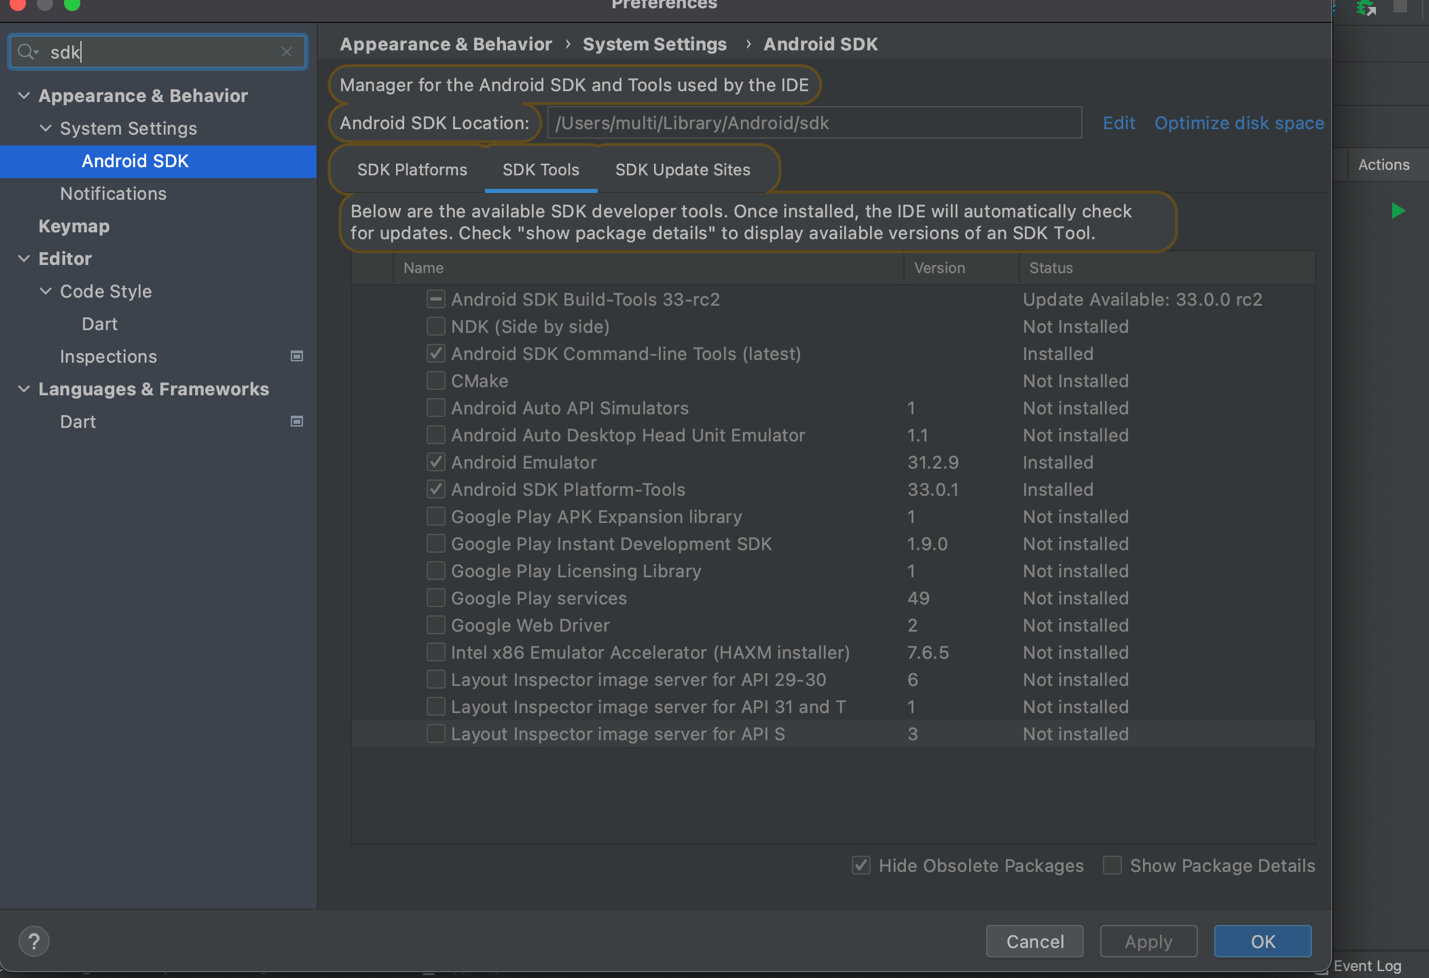 Preferences
sdk
Appearance & Behavior
System Settings
Android SDK
Notifications
Keymap
Editor
Code Style
Dart
Inspections
Languages & Frameworks
Dart
Appearance & Behavior › System Settings › Android SDK
Manager for the Android SDK and Tools used by the IDE
Android SDK Location: /Users/multi/Library/Android/sdk Edit Optimize disk space
SDK Platforms SDK Tools SDK Update Sites
Below are the available SDK developer tools. Once installed, the IDE will automatically check
for updates. Check "show package details" to display available versions of an SDK Tool.
Name Version Status
Android SDK Build-Tools 33-rc2 Update Available: 33.0.0 rc2
NDK (Side by side) Not Installed
Android SDK Command-line Tools (latest) Installed
CMake Not Installed
Android Auto API Simulators 1 Not installed
Android Auto Desktop Head Unit Emulator 1.1 Not installed
Android Emulator 31.2.9 Installed
Android SDK Platform-Tools 33.0.1 Installed
Google Play APK Expansion library 1 Not installed
Google Play Instant Development SDK 1.9.0 Not installed
Google Play Licensing Library 1 Not installed
Google Play services 49 Not installed
Google Web Driver 2 Not installed
Intel x86 Emulator Accelerator (HAXM installer) 7.6.5 Not installed
Layout Inspector image server for API 29-30 6 Not installed
Layout Inspector image server for API 31 and T 1 Not installed
Layout Inspector image server for API S 3 Not installed
Hide Obsolete Packages Show Package Details
? Cancel Apply OK
Actions
Event Log